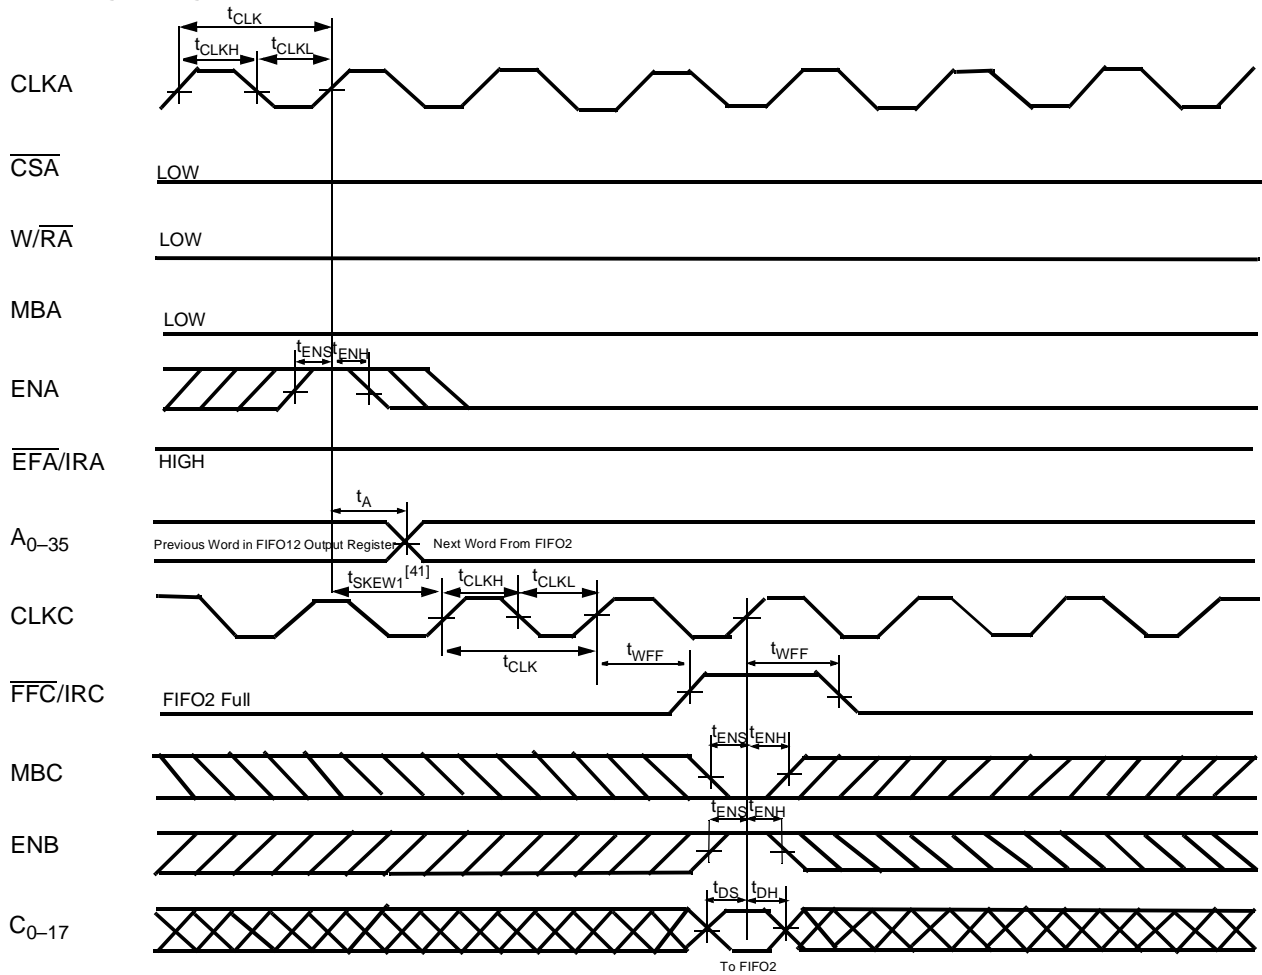 tCLK
tCLKH tCLKL
CLKA
CSA
LOW
W/RA
LOW
MBA
LOW
tENS tENH
ENA
EFA/IRA
HIGH
tA
A0–35
Previous Word in FIFO12 Output Register Next Word From FIFO2
tSKEW1 [41] tCLKH tCLKL
CLKC
tCLK tWFF tWFF
FFC/IRC
FIFO2 Full
tENS tENH
MBC
tENS tENH
ENB
tDS tDH
C0–17
To FIFO2